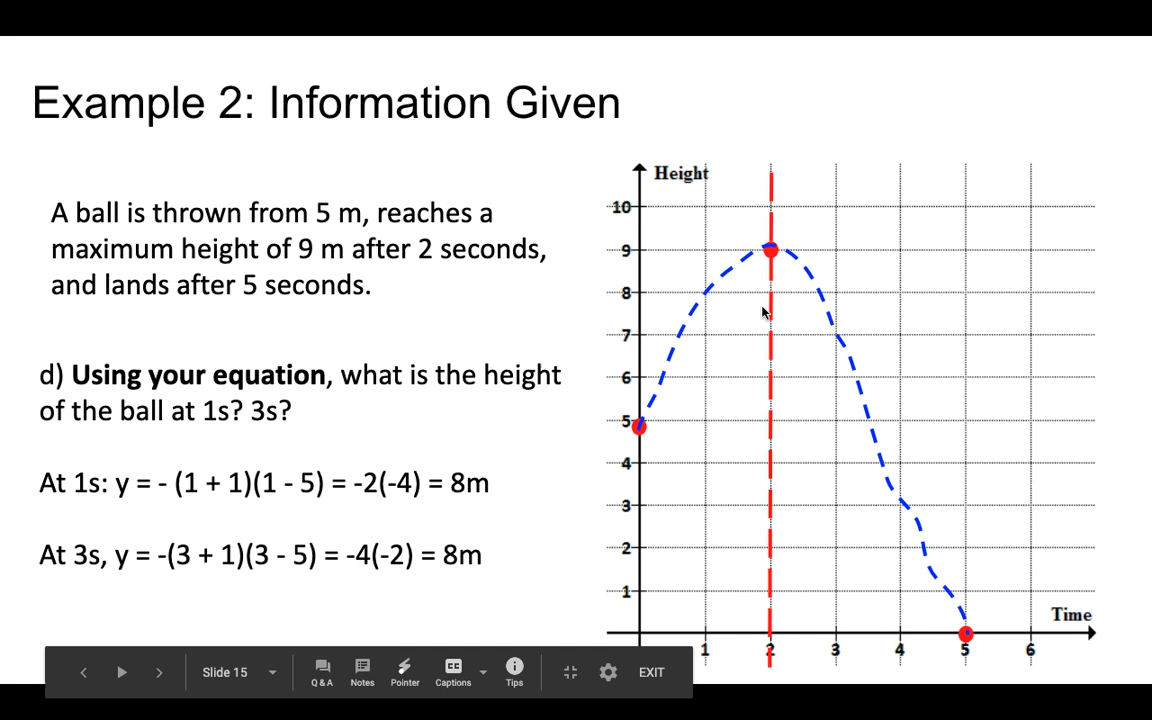 Example 2: Information Given
A ball is thrown from 5 m, reaches a
maximum height of 9 m after 2 seconds,
and lands after 5 seconds.
d) Using your equation, what is the height
of the ball at 1s? 3s?
At 1s: y = - (1 + 1)(1 - 5) = -2(-4) = 8m
At 3s, y = -(3 + 1)(3 - 5) = -4(-2) = 8m
Height
10
9
8
7
6
5
4
3
2
1
Time
1 2 3 4 5 6
Slide 15
Q & A Notes Pointer Captions Tips
CC
EXIT